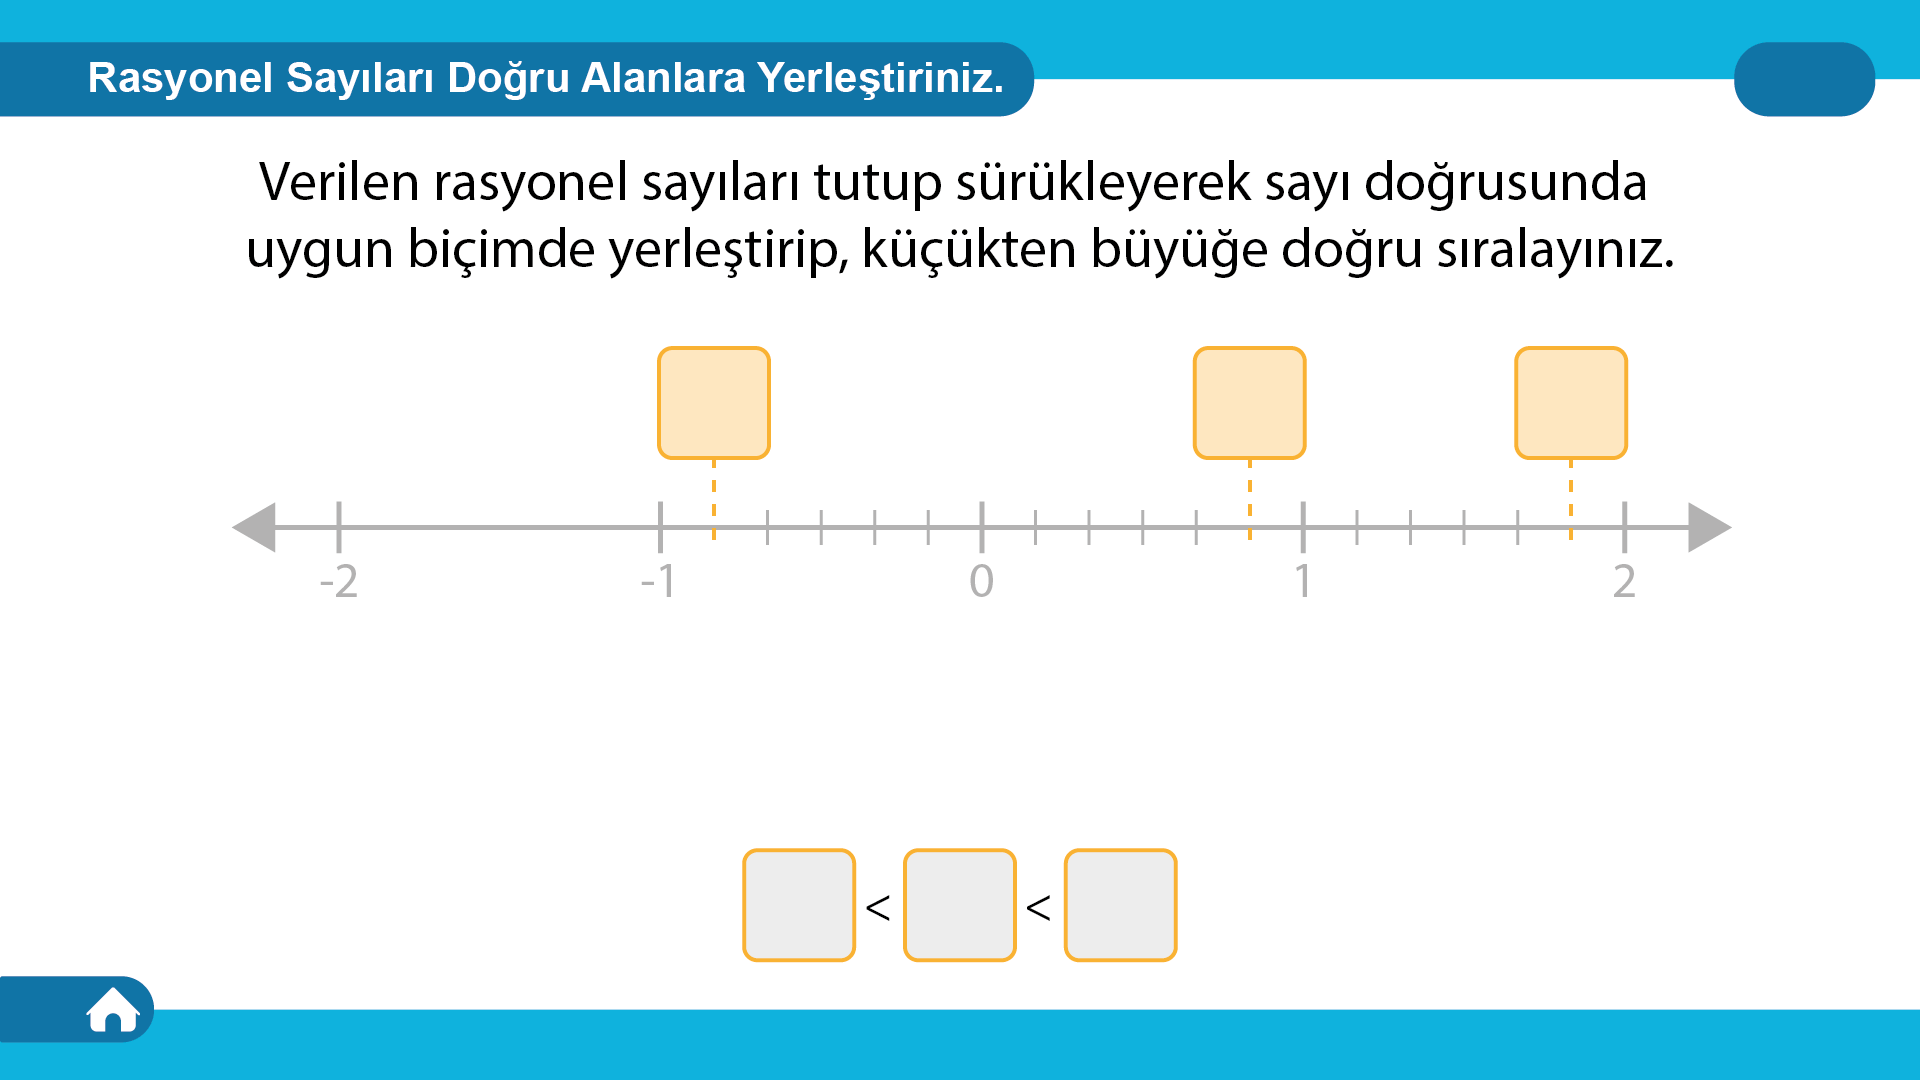 Rasyonel Sayıları Doğru Alanlara Yerleştiriniz.
Verilen rasyonel sayıları tutup sürükleyerek sayı doğrusunda
uygun biçimde yerleştirip, küçükten büyüğe doğru sıralayınız.
-2 -1 0 1 2
< <